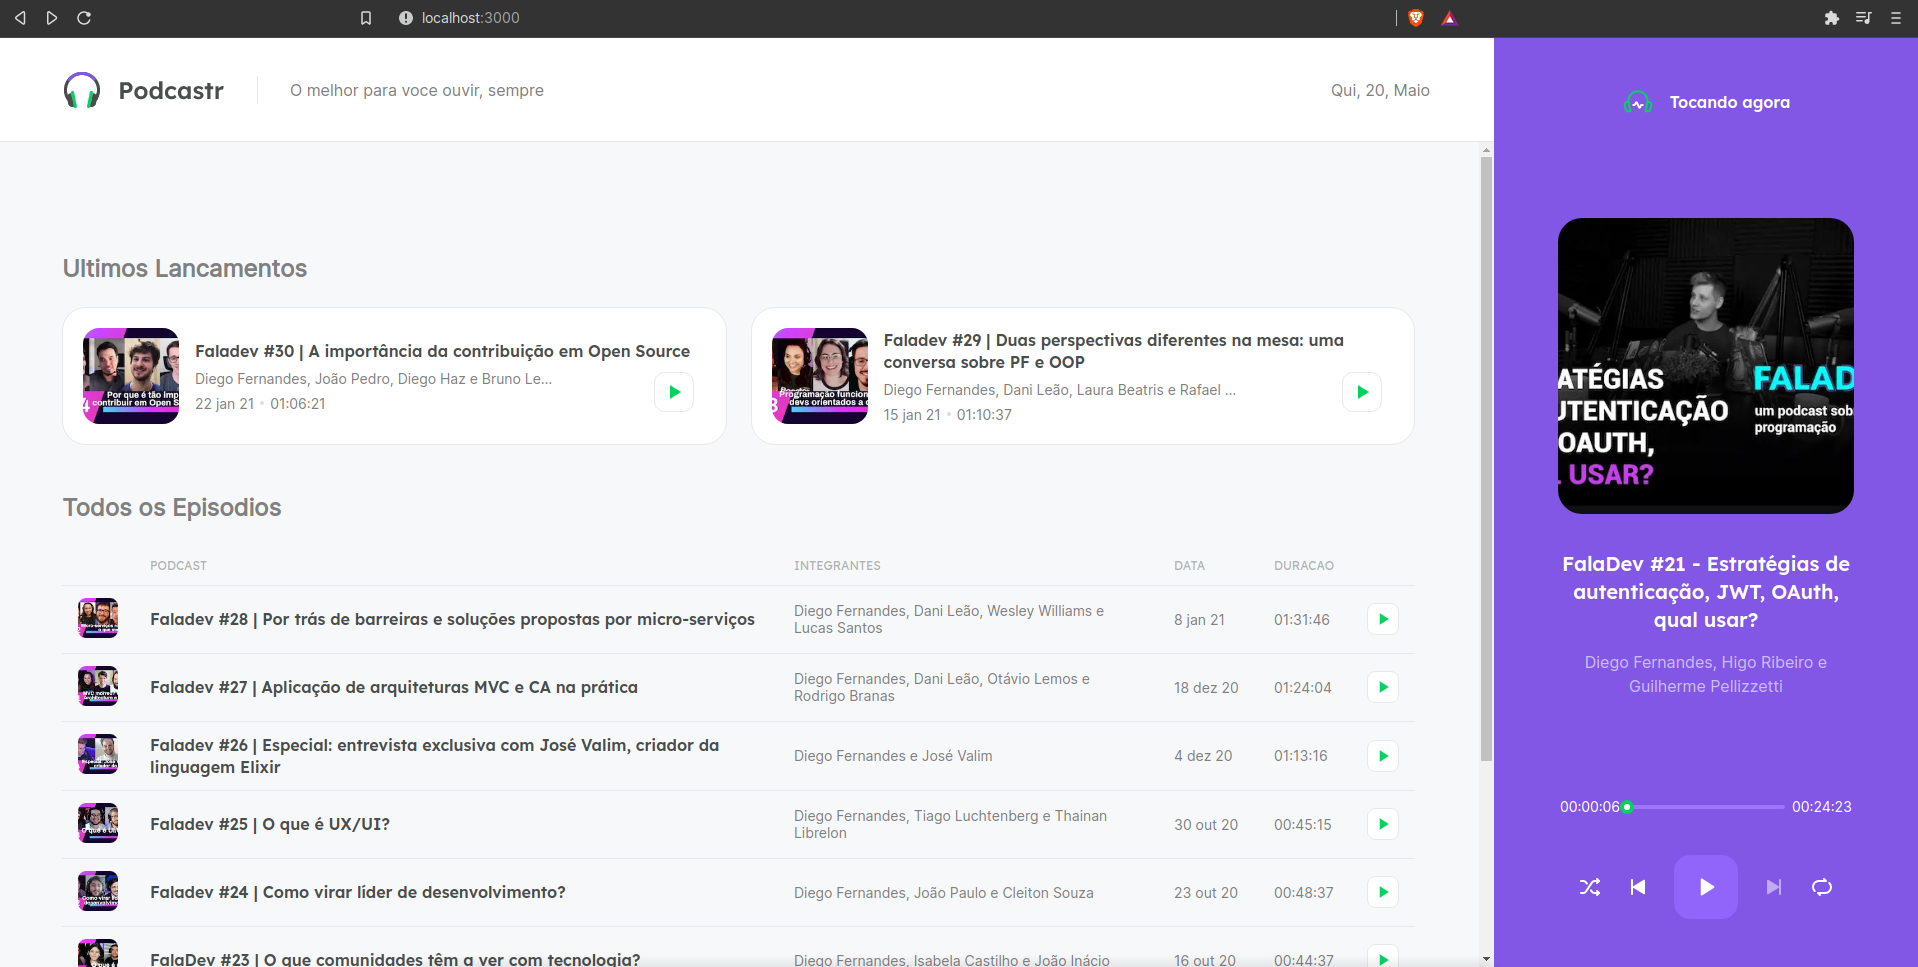 localhost:3000
Podcastr
O melhor para voce ouvir, sempre
Qui, 20, Maio
Ultimos Lancamentos
Por que é tão imp
contribuir em Open S
Faladev #30 | A importância da contribuição em Open Source
Diego Fernandes, João Pedro, Diego Haz e Bruno Le...
22 jan 21 • 01:06:21
Programação funcion
devs orientados a
Faladev #29 | Duas perspectivas diferentes na mesa: uma
conversa sobre PF e OOP
Diego Fernandes, Dani Leão, Laura Beatris e Rafael ...
15 jan 21 • 01:10:37
Todos os Episodios
PODCAST INTEGRANTES DATA DURACAO
Faladev #28 | Por trás de barreiras e soluções propostas por micro-serviços
Diego Fernandes, Dani Leão, Wesley Williams e
Lucas Santos
8 jan 21
01:31:46
Faladev #27 | Aplicação de arquiteturas MVC e CA na prática
Diego Fernandes, Dani Leão, Otávio Lemos e
Rodrigo Branas
18 dez 20
01:24:04
Faladev #26 | Especial: entrevista exclusiva com José Valim, criador da
linguagem Elixir
Diego Fernandes e José Valim
4 dez 20
01:13:16
Faladev #25 | O que é UX/UI?
Diego Fernandes, Tiago Luchtenberg e Thainan
Librelon
30 out 20
00:45:15
Faladev #24 | Como virar líder de desenvolvimento?
Diego Fernandes, João Paulo e Cleiton Souza
23 out 20
00:48:37
FalaDev #23 | O que comunidades têm a ver com tecnologia?
Diego Fernandes, Isabela Castilho e João Inácio
16 out 20
00:44:37
Tocando agora
ATÉGIAS
UTENTICAÇÃO
OAUTH,
USAR?
FALAD
um podcast sob
programação
FalaDev #21 - Estratégias de
autenticação, JWT, OAuth,
qual usar?
Diego Fernandes, Higo Ribeiro e
Guilherme Pellizzetti
00:00:06
00:24:23